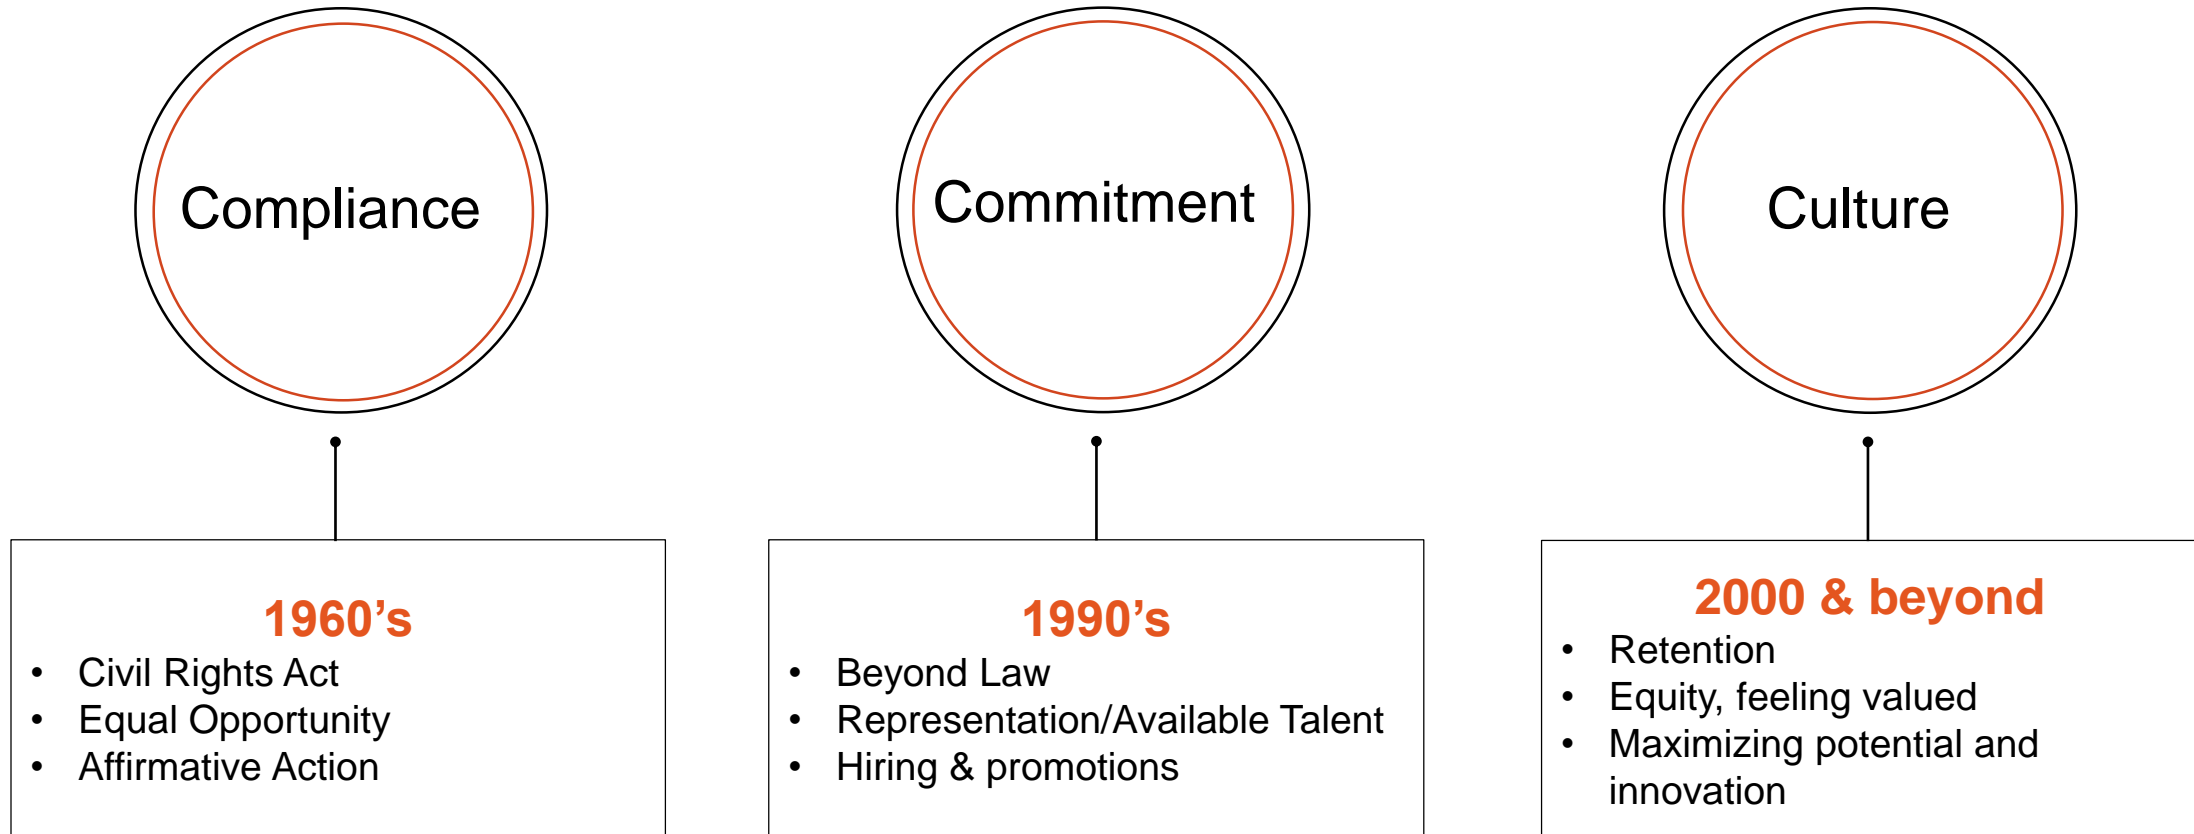 Compliance
Commitment
Culture
1960’s
• Civil Rights Act
• Equal Opportunity
• Affirmative Action
1990’s
• Beyond Law
• Representation/Available Talent
• Hiring & promotions
2000 & beyond
• Retention
• Equity, feeling valued
• Maximizing potential and
innovation